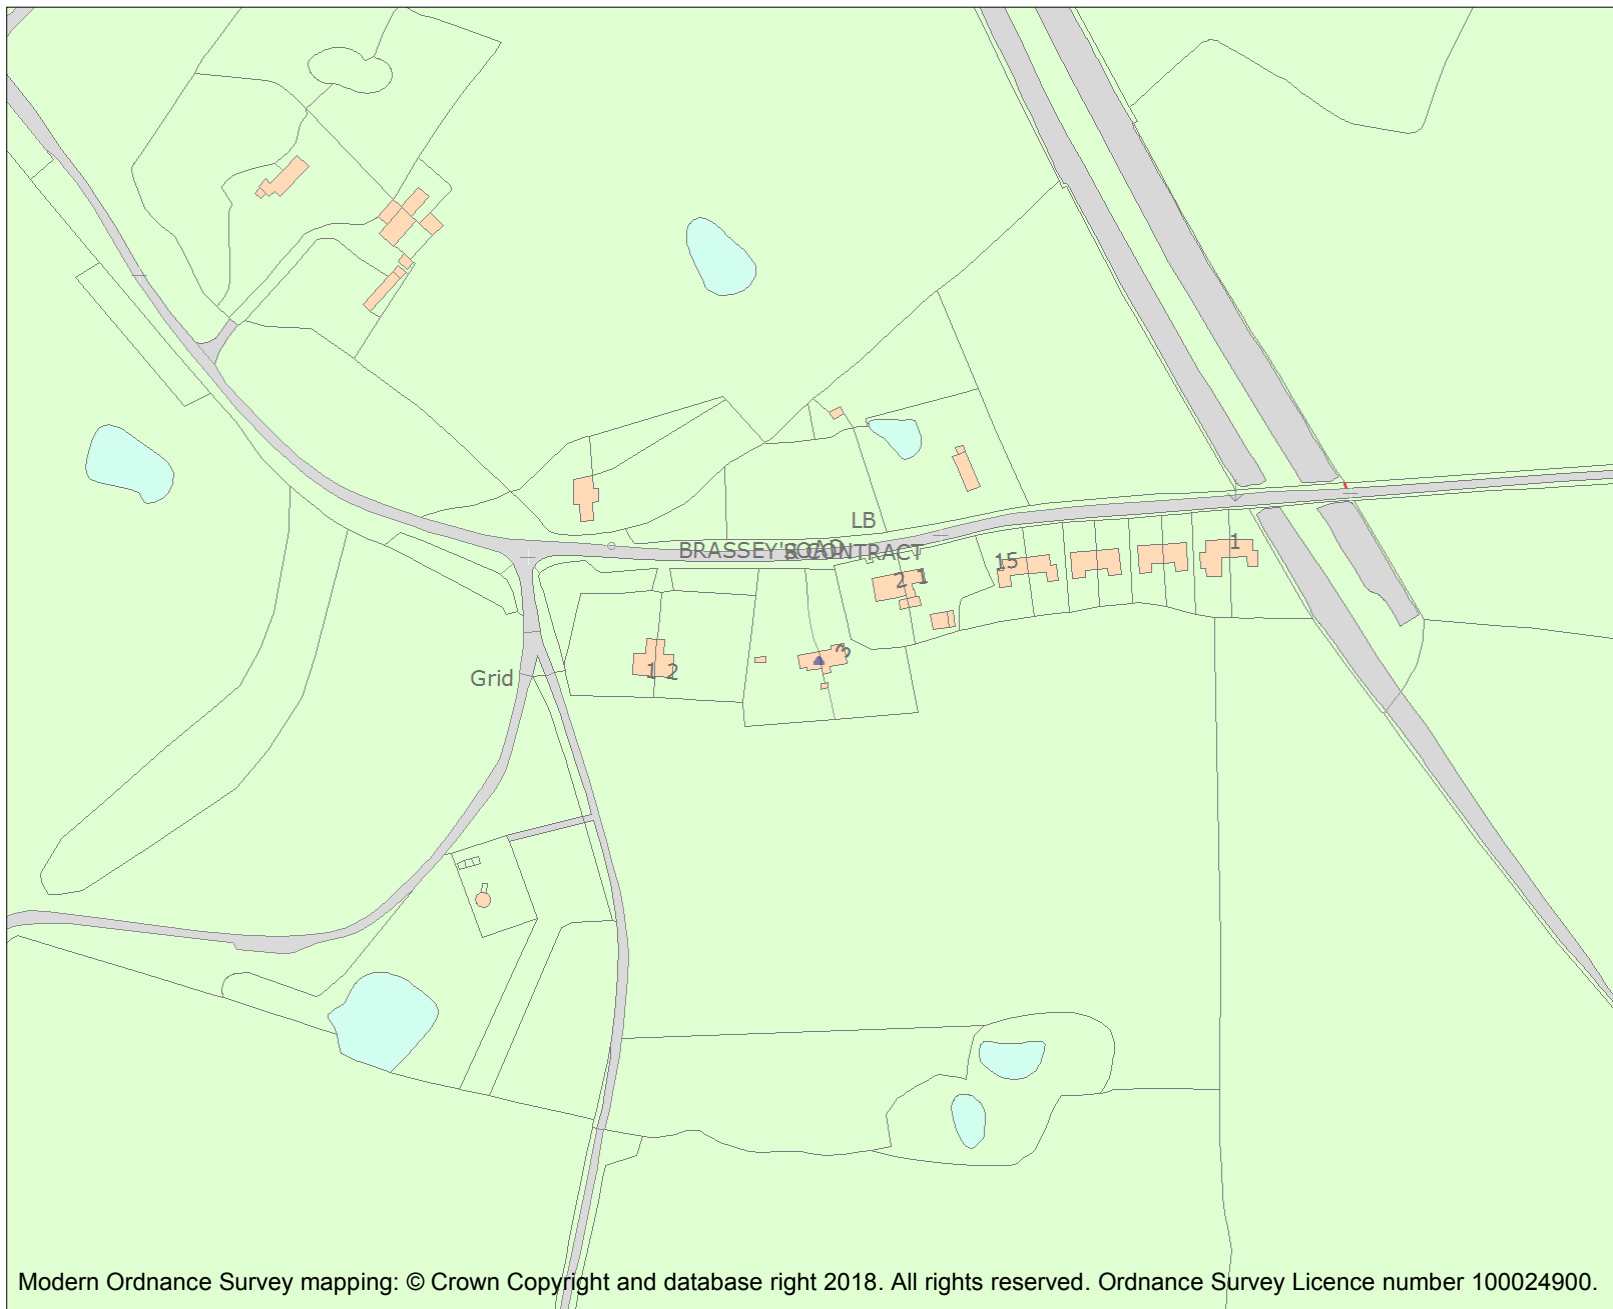 LB
BRASSEY'S CONTRACT
ROAD
15
1
2 1
3
1 2
Grid
Modern Ordnance Survey mapping: © Crown Copyright and database right 2018. All rights reserved. Ordnance Survey Licence number 100024900.